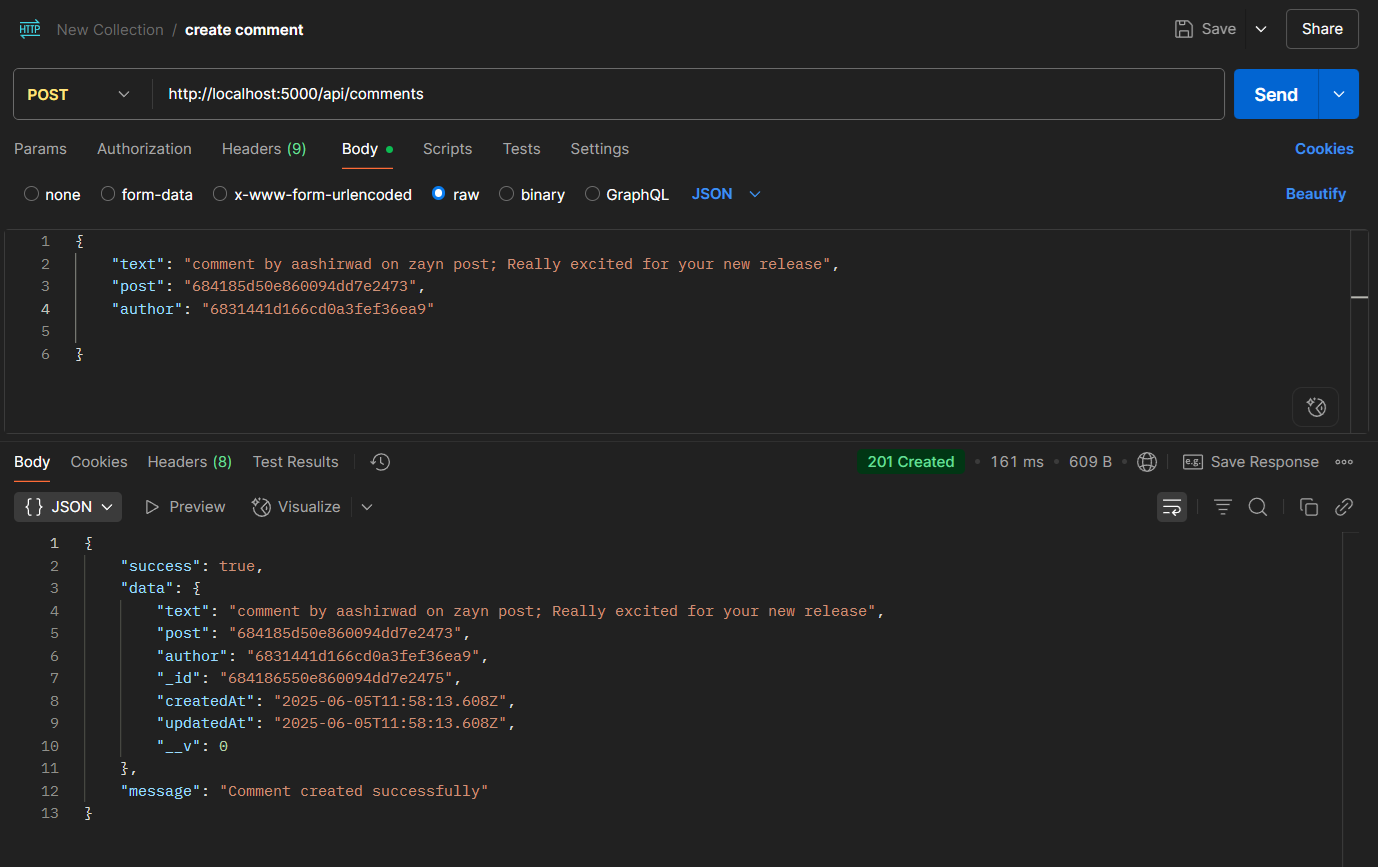 HTTP New Collection / create comment Save Share
POST http://localhost:5000/api/comments Send
Params Authorization Headers (9) Body Scripts Tests Settings Cookies
none form-data x-www-form-urlencoded raw binary GraphQL JSON Beautify
1 {
2 "text": "comment by aashirwad on zayn post; Really excited for your new release",
3 "post": "684185d50e860094dd7e2473",
4 "author": "6831441d166cd0a3fef36ea9"
5
6 }
Body Cookies Headers (8) Test Results 201 Created • 161 ms • 609 B • e.g. Save Response
{} JSON Preview Visualize
1 {
2 "success": true,
3 "data": {
4 "text": "comment by aashirwad on zayn post; Really excited for your new release",
5 "post": "684185d50e860094dd7e2473",
6 "author": "6831441d166cd0a3fef36ea9",
7 "_id": "684186550e860094dd7e2475",
8 "createdAt": "2025-06-05T11:58:13.608Z",
9 "updatedAt": "2025-06-05T11:58:13.608Z",
10 "__v": 0
11 },
12 "message": "Comment created successfully"
13 }